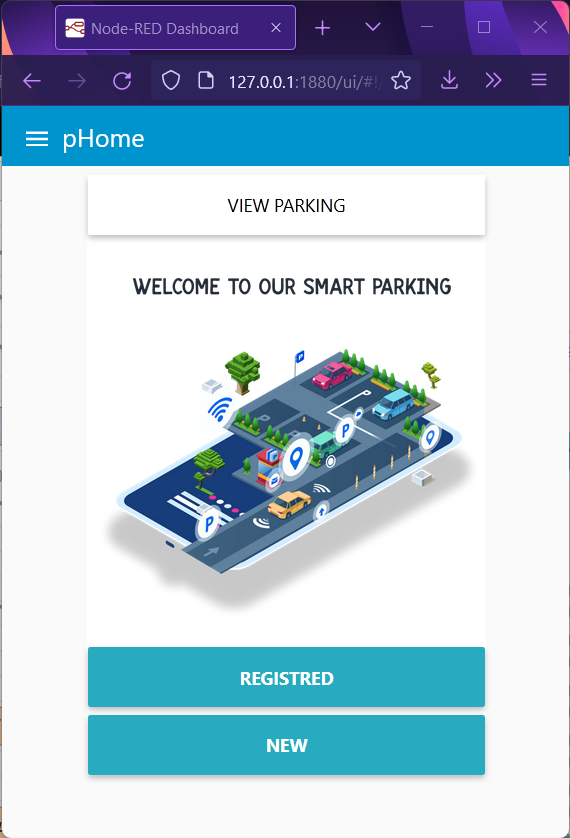 Node-RED Dashboard
127.0.0.1:1880/ui/#!/
pHome
VIEW PARKING
WELCOME TO OUR SMART PARKING
P
P
P
P
REGISTRED
NEW